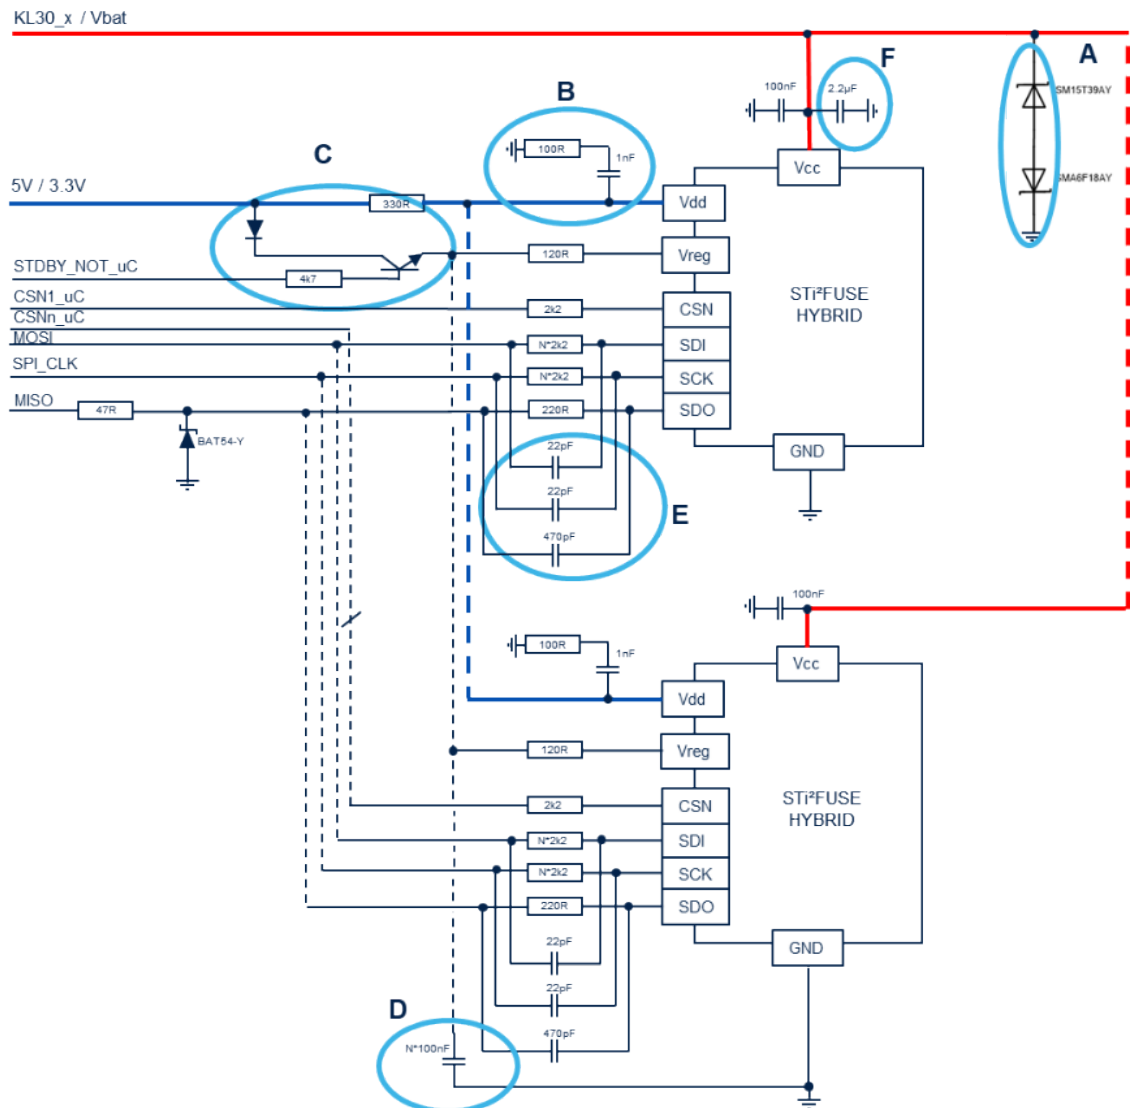 KL30_x / Vbat
A
F
100nF
2.2µF
SM15T39AY
B
100R
1nF
C
Vcc
SMA6F18AY
5V / 3.3V
330R
Vdd
STDBY_NOT_uC
4k7
120R
Vreg
CSN1_uC
2k2
CSN
STi²FUSE
HYBRID
CSNn_uC
MOSI
N*2k2
SDI
SPI_CLK
N*2k2
SCK
MISO
47R
220R
SDO
BAT54-Y
22pF
GND
22pF
E
470pF
100nF
100R
1nF
Vcc
Vdd
120R
Vreg
2k2
CSN
STi²FUSE
HYBRID
N*2k2
SDI
N*2k2
SCK
220R
SDO
22pF
GND
22pF
D
470pF
N*100nF